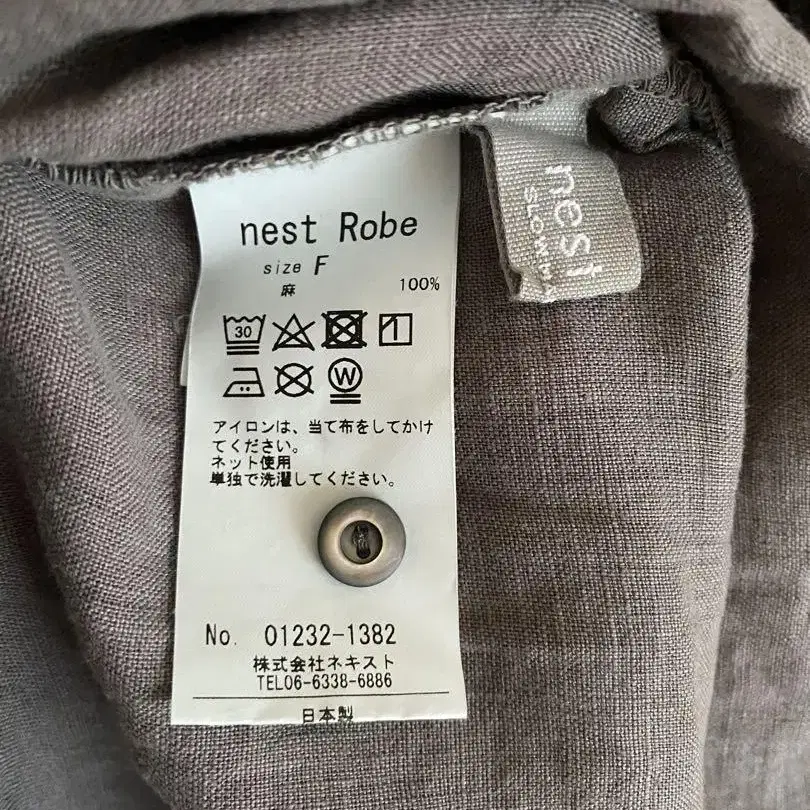 nest Robe
size F
麻 100%
30
W
アイロンは、当て布をしてかけ
てください。
ネット使用
単独で洗濯してください。
No. 01232-1382
株式会社ネキスト
TEL06-6338-6886
日本製
nest
SLOW